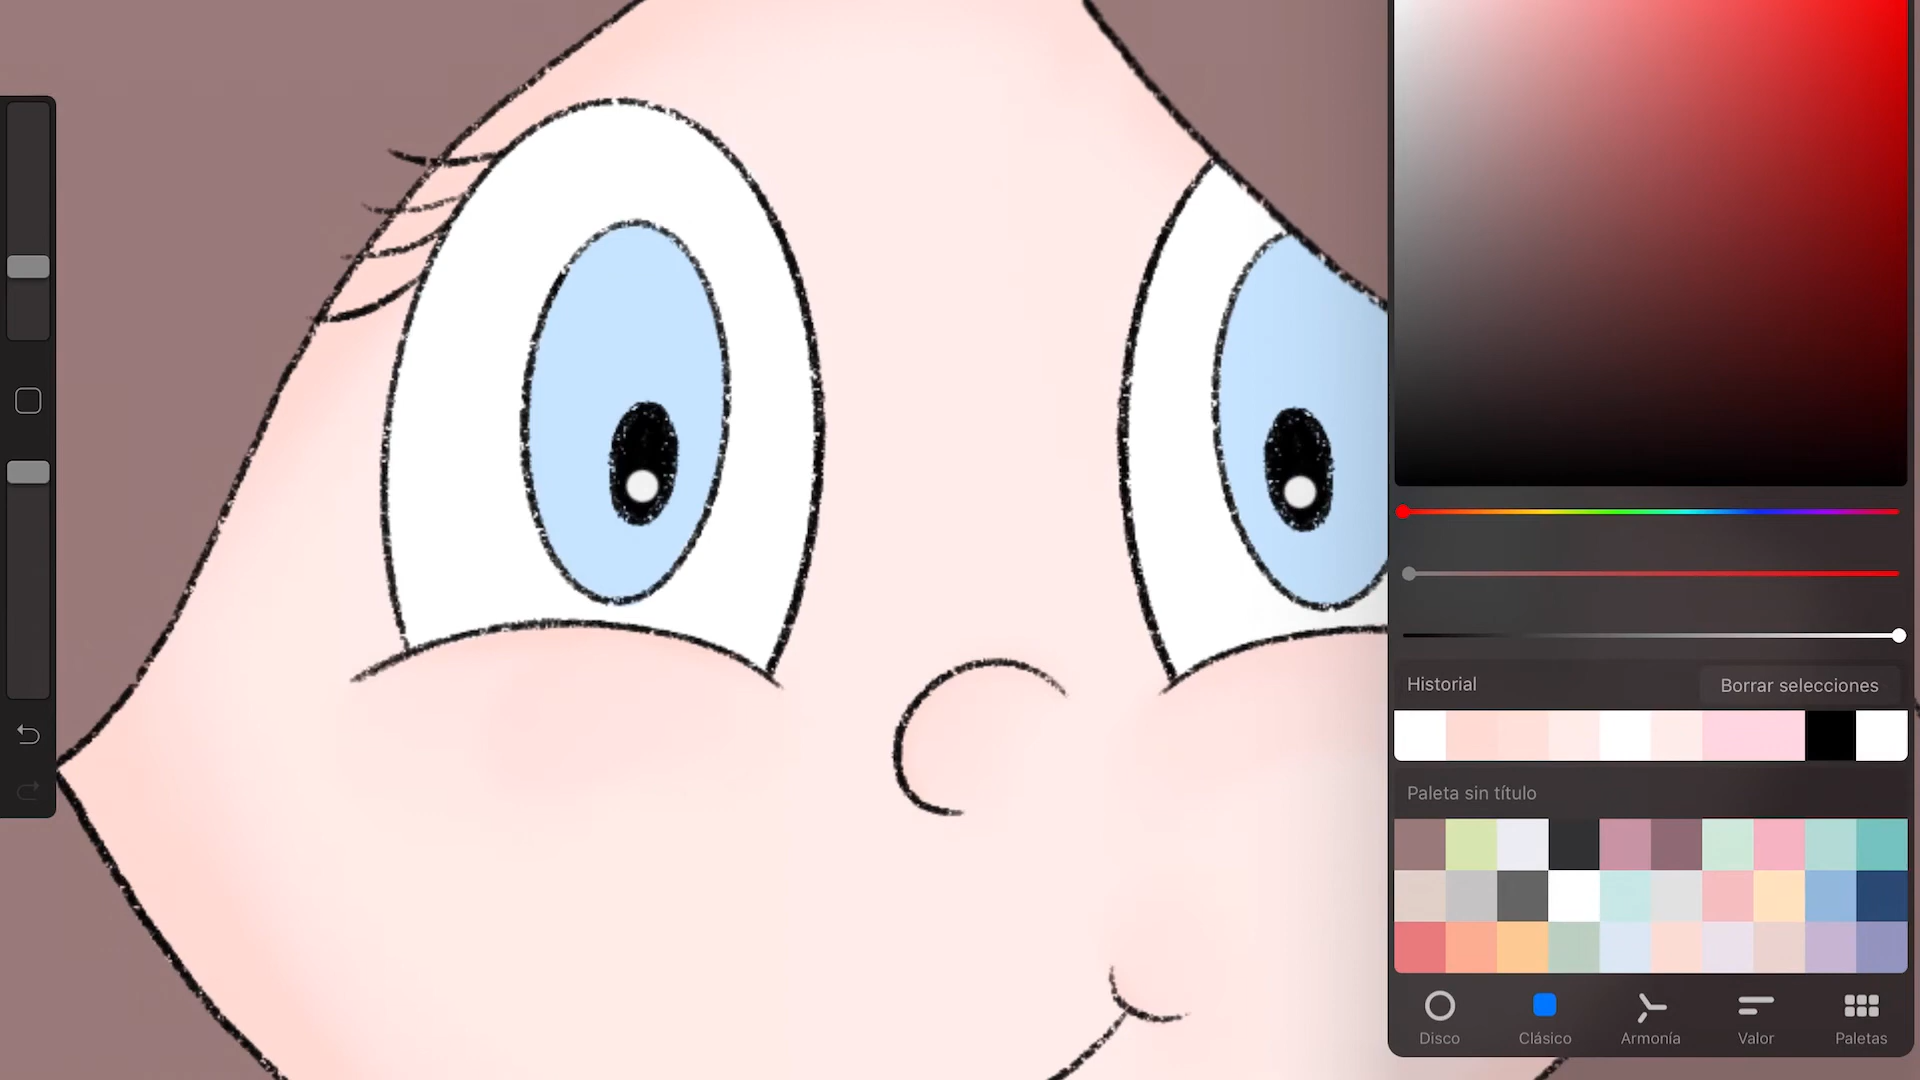 Historial
Borrar selecciones
Paleta sin título
Disco
Clásico
Armonía
Valor
Paletas